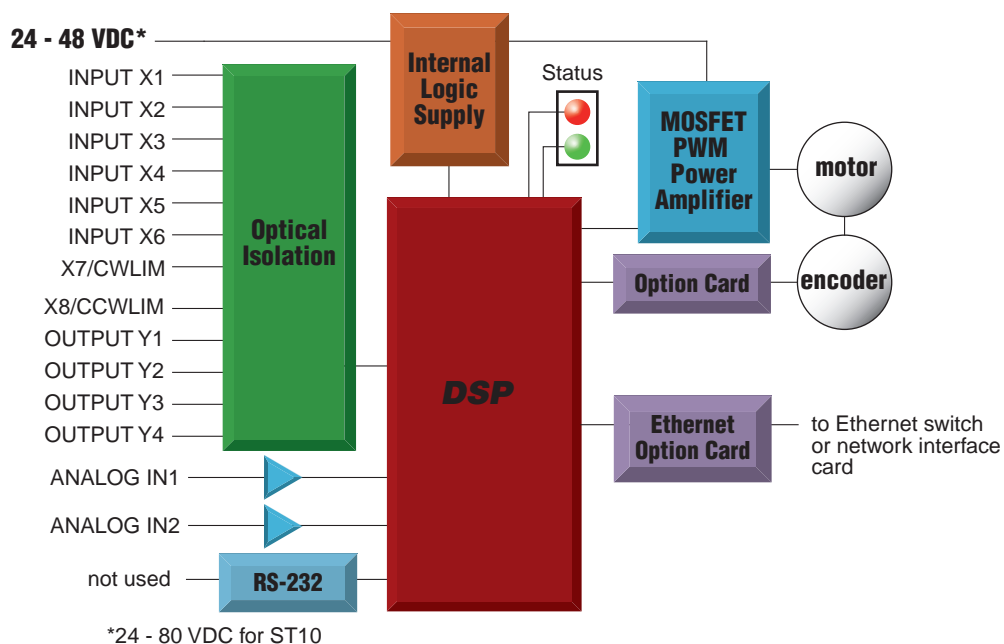 24 - 48 VDC*
INPUT X1
INPUT X2
INPUT X3
INPUT X4
INPUT X5
INPUT X6
X7/CWLIM
X8/CCWLIM
OUTPUT Y1
OUTPUT Y2
OUTPUT Y3
OUTPUT Y4
ANALOG IN1
ANALOG IN2
not used
Optical
Isolation
RS-232
Internal
Logic
Supply
Status
DSP
MOSFET
PWM
Power
Amplifier
motor
Option Card
encoder
Ethernet
Option Card
to Ethernet switch
or network interface
card
*24 - 80 VDC for ST10